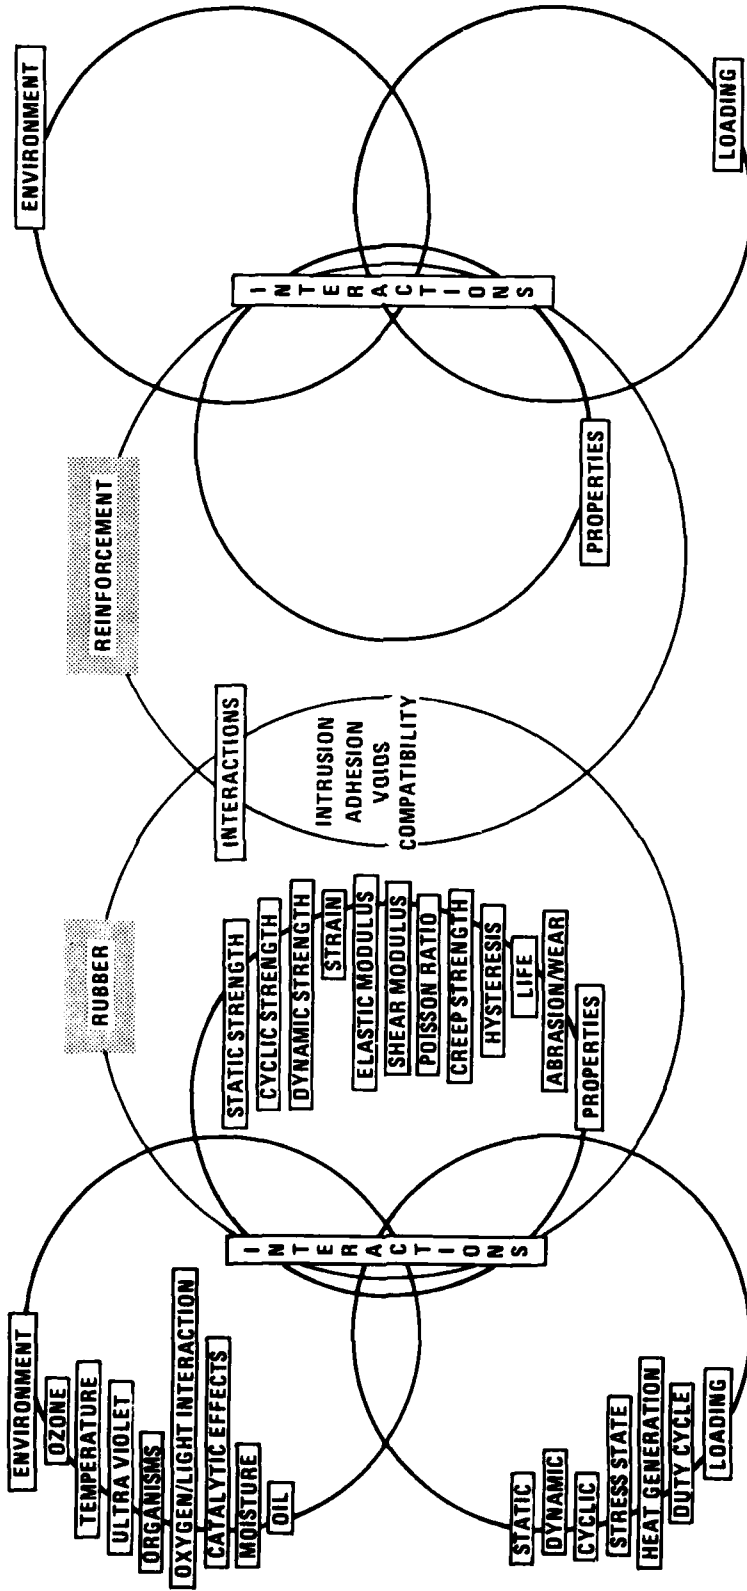 RUBBER
REINFORCEMENT
ENVIRONMENT
OZONE
TEMPERATURE
ULTRA VIOLET
ORGANISMS
OXYGEN/LIGHT INTERACTION
CATALYTIC EFFECTS
MOISTURE
OIL
INTERACTIONS
STATIC
DYNAMIC
CYCLIC
STRESS STATE
HEAT GENERATION
DUTY CYCLE
LOADING
STATIC STRENGTH
CYCLIC STRENGTH
DYNAMIC STRENGTH
STRAIN
ELASTIC MODULUS
SHEAR MODULUS
POISSON RATIO
CREEP STRENGTH
HYSTERESIS
LIFE
ABRASION/WEAR
PROPERTIES
INTERACTIONS
INTRUSION
ADHESION
VOIDS
COMPATIBILITY
PROPERTIES
INTERACTIONS
ENVIRONMENT
LOADING